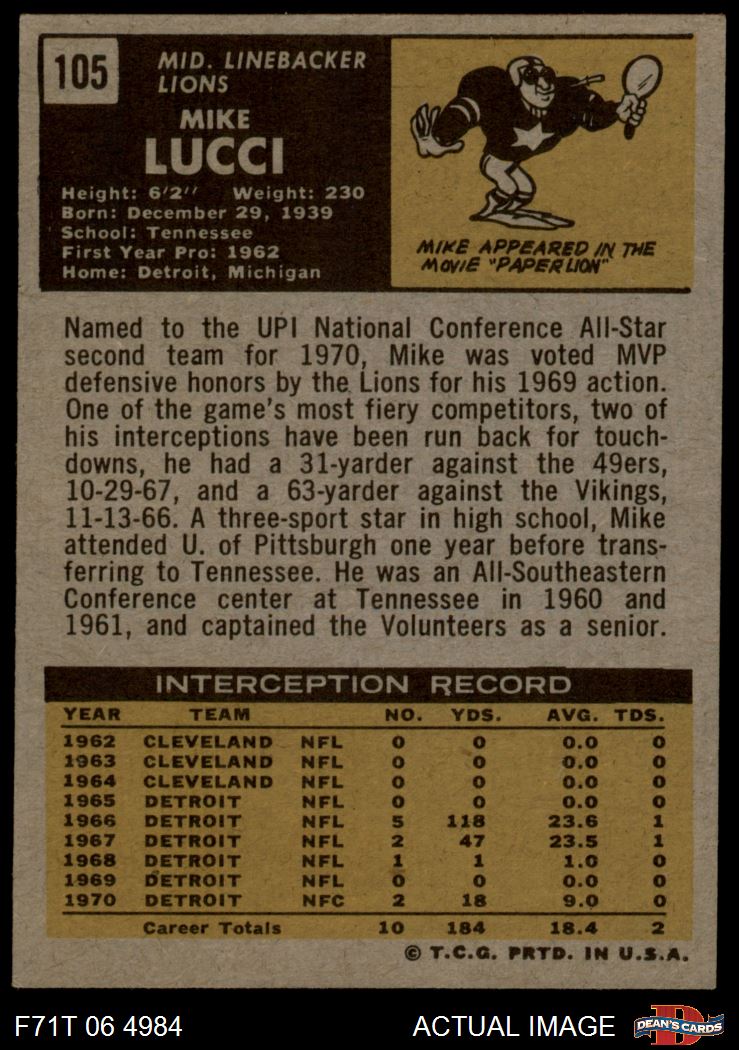 105
MID. LINEBACKER
LIONS
MIKE
LUCCI
Height: 6'2" Weight: 230
Born: December 29, 1939
School: Tennessee
First Year Pro: 1962
Home: Detroit, Michigan
MIKE APPEARED IN THE
MOVIE "PAPER LION"
Named to the UPI National Conference All-Star
second team for 1970, Mike was voted MVP
defensive honors by the Lions for his 1969 action.
One of the game's most fiery competitors, two of
his interceptions have been run back for touch-
downs, he had a 31-yarder against the 49ers,
10-29-67, and a 63-yarder against the Vikings,
11-13-66. A three-sport star in high school, Mike
attended U. of Pittsburgh one year before trans-
ferring to Tennessee. He was an All-Southeastern
Conference center at Tennessee in 1960 and
1961, and captained the Volunteers as a senior.
INTERCEPTION RECORD
YEAR TEAM NO. YDS. AVG. TDS.
1962 CLEVELAND NFL 0 0 0.0 0
1963 CLEVELAND NFL 0 0 0.0 0
1964 CLEVELAND NFL 0 0 0.0 0
1965 DETROIT NFL 0 0 0.0 0
1966 DETROIT NFL 5 118 23.6 1
1967 DETROIT NFL 2 47 23.5 1
1968 DETROIT NFL 1 1 1.0 0
1969 DETROIT NFL 0 0 0.0 0
1970 DETROIT NFC 2 18 9.0 0
Career Totals 10 184 18.4 2
© T.C.G. PRTD. IN U.S.A.
F71T 06 4984 ACTUAL IMAGE D DEAN'S CARDS